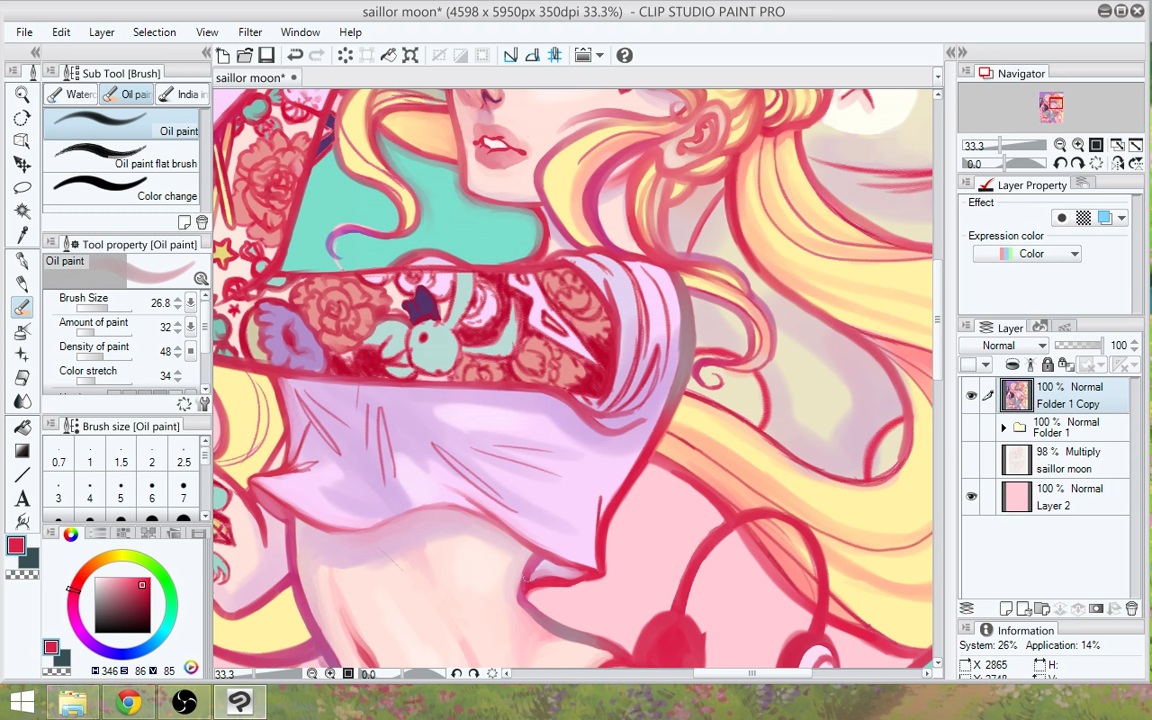 saillor moon* (4598 x 5950px 350dpi 33.3%) - CLIP STUDIO PAINT PRO
File Edit Layer Selection View Filter Window Help
Sub Tool [Brush]
saillor moon*
Navigator
Oil pai
India in
Oil paint
Oil paint flat brush
Color change
33.3
0.0
Layer Property
Effect
Expression color
Color
Tool property [Oil paint]
Oil paint
Brush Size 26.8
Amount of paint 32
Density of paint 48
Color stretch 34
Layer
Normal 100
100 % Normal
Folder 1 Copy
100 % Normal
Folder 1
98 % Multiply
saillor moon
100 % Normal
Layer 2
Brush size [Oil paint]
0.7 1 1.5 2 2.5
3 4 5 6 7
A
H 346 S 86 V 85
33.3 0.0
Information
System: 26% Application: 14%
X 2865 H: